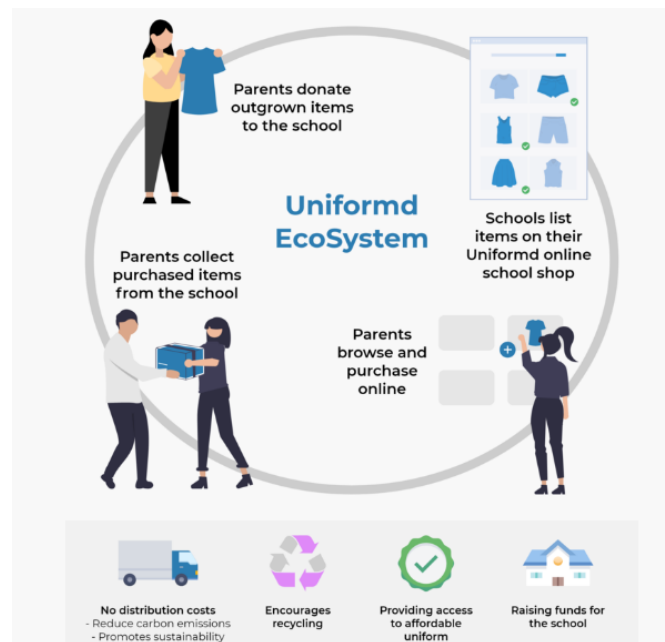 Parents donate
outgrown items
to the school
Uniformd
EcoSystem
Schools list
items on their
Uniformd online
school shop
Parents collect
purchased items
from the school
Parents
browse and
purchase
online
No distribution costs
- Reduce carbon emissions
- Promotes sustainability
Encourages
recycling
Providing access
to affordable
uniform
Raising funds for
the school